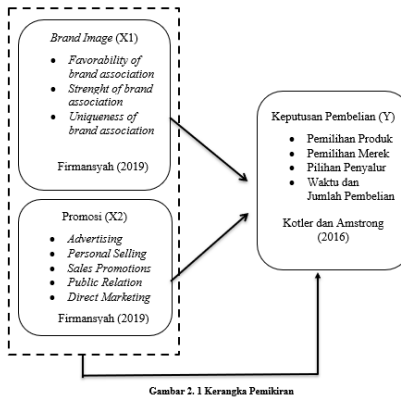 Brand Image (X1)
• Favorability of
brand association
• Strenght of brand
association
• Uniqueness of
brand association
Firmansyah (2019)
Promosi (X2)
• Advertising
• Personal Selling
• Sales Promotions
• Public Relation
• Direct Marketing
Firmansyah (2019)
Keputusan Pembelian (Y)
• Pemilihan Produk
• Pemilihan Merek
• Pilihan Penyalur
• Waktu dan
Jumlah Pembelian
Kotler dan Amstrong
(2016)
Gambar 2. 1 Kerangka Pemikiran